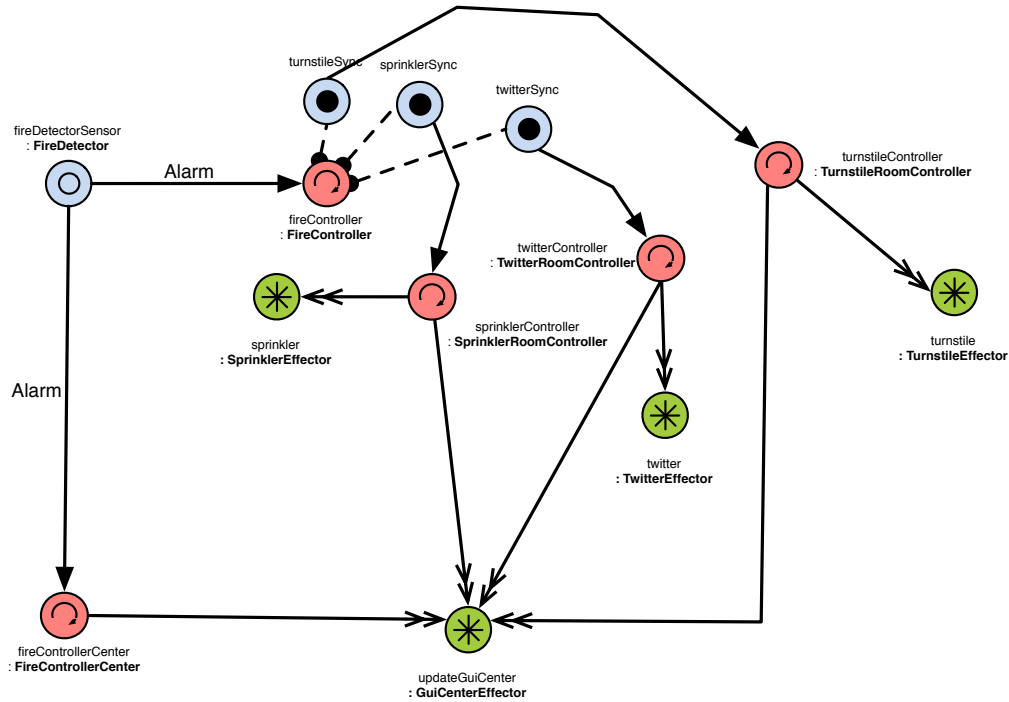 turnstileSync
sprinklerSync
twitterSync
fireDetectorSensor
: FireDetector
Alarm
turnstileController
: TurnstileRoomController
fireController
: FireController
twitterController
: TwitterRoomController
sprinkler
: SprinklerEffector
sprinklerController
: SprinklerRoomController
turnstile
: TurnstileEffector
Alarm
twitter
: TwitterEffector
fireControllerCenter
: FireControllerCenter
updateGuiCenter
: GuiCenterEffector